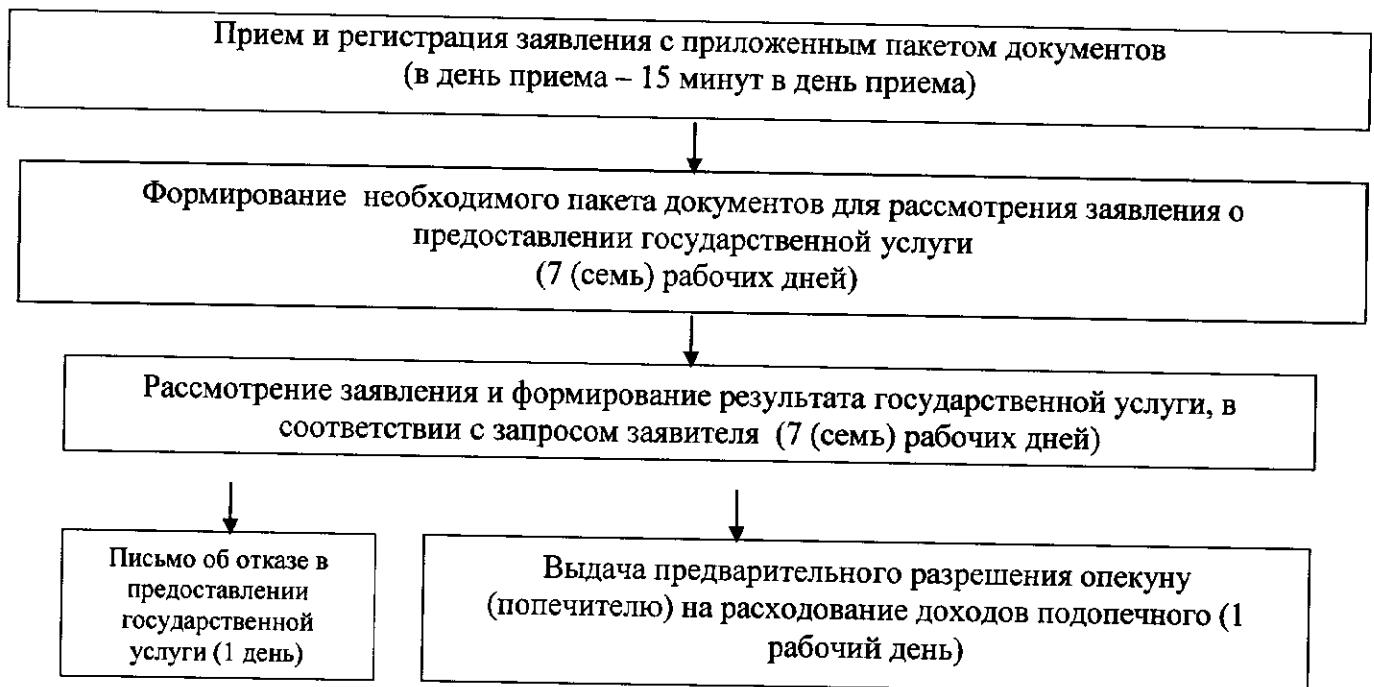 Прием и регистрация заявления с приложенным пакетом документов
(в день приема – 15 минут в день приема)
Формирование необходимого пакета документов для рассмотрения заявления о
предоставлении государственной услуги
(7 (семь) рабочих дней)
Рассмотрение заявления и формирование результата государственной услуги, в
соответствии с запросом заявителя (7 (семь) рабочих дней)
Письмо об отказе в
предоставлении
государственной
услуги (1 день)
Выдача предварительного разрешения опекуну
(попечителю) на расходование доходов подопечного (1
рабочий день)